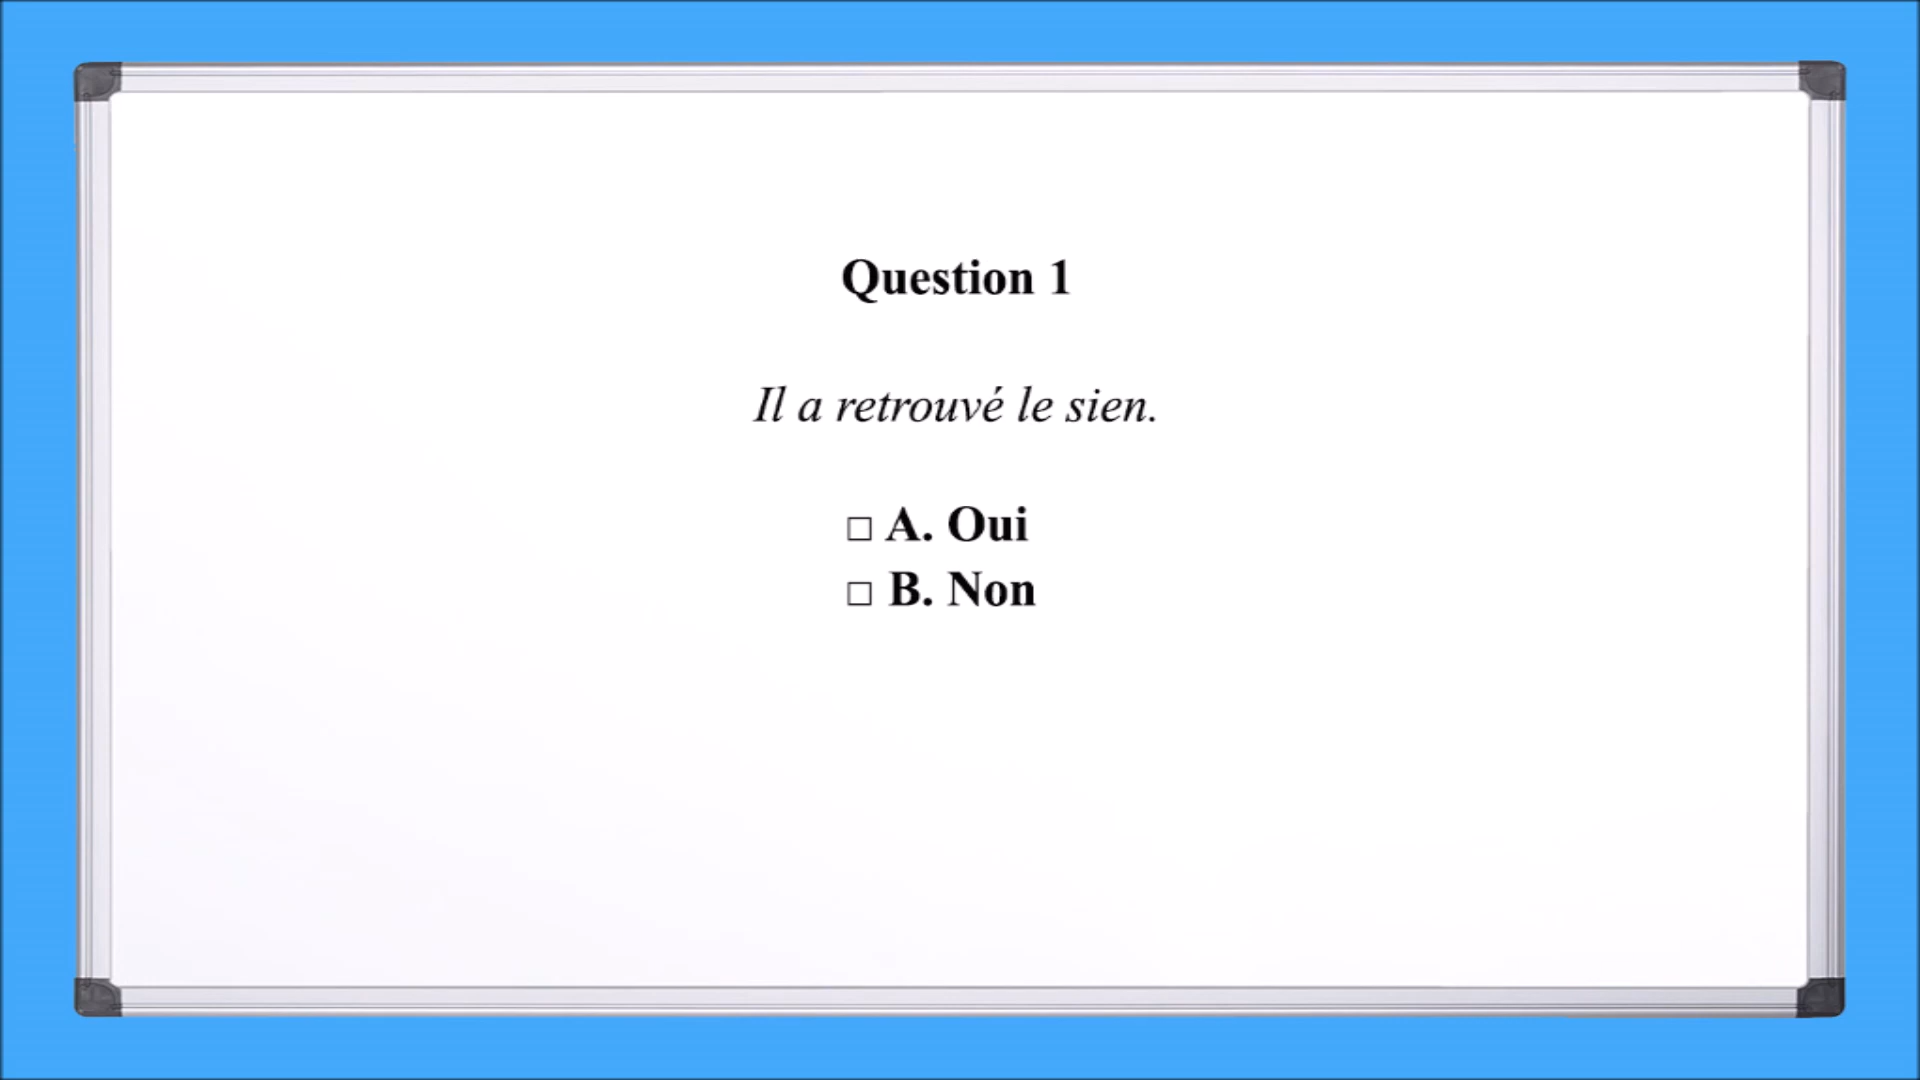 Question 1
Il a retrouvé le sien.
□ A. Oui
□ B. Non